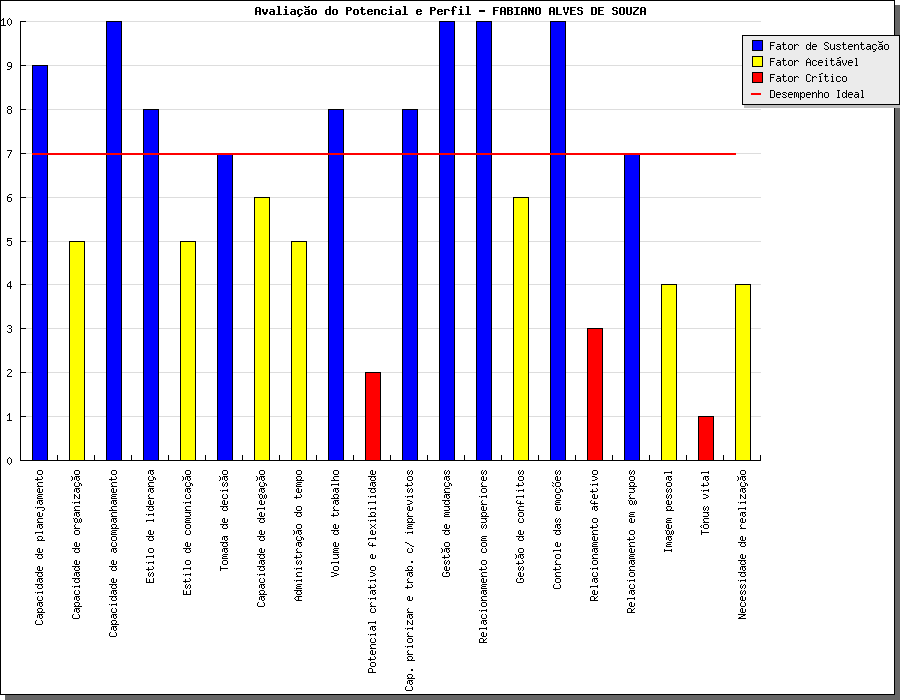 Avaliação do Potencial e Perfil - FABIANO ALVES DE SOUZA
Fator de Sustentação
Fator Aceitável
Fator Crítico
Desempenho Ideal
10
9
8
7
6
5
4
3
2
1
0
Capacidade de planejamento
Capacidade de organização
Capacidade de acompanhamento
Estilo de liderança
Estilo de comunicação
Tomada de decisão
Capacidade de delegação
Administração do tempo
Volume de trabalho
Potencial criativo e flexibilidade
Cap. priorizar e trab. c/ imprevistos
Gestão de mudanças
Relacionamento com superiores
Gestão de conflitos
Controle das emoções
Relacionamento afetivo
Relacionamento em grupos
Imagem pessoal
Tônus vital
Necessidade de realização